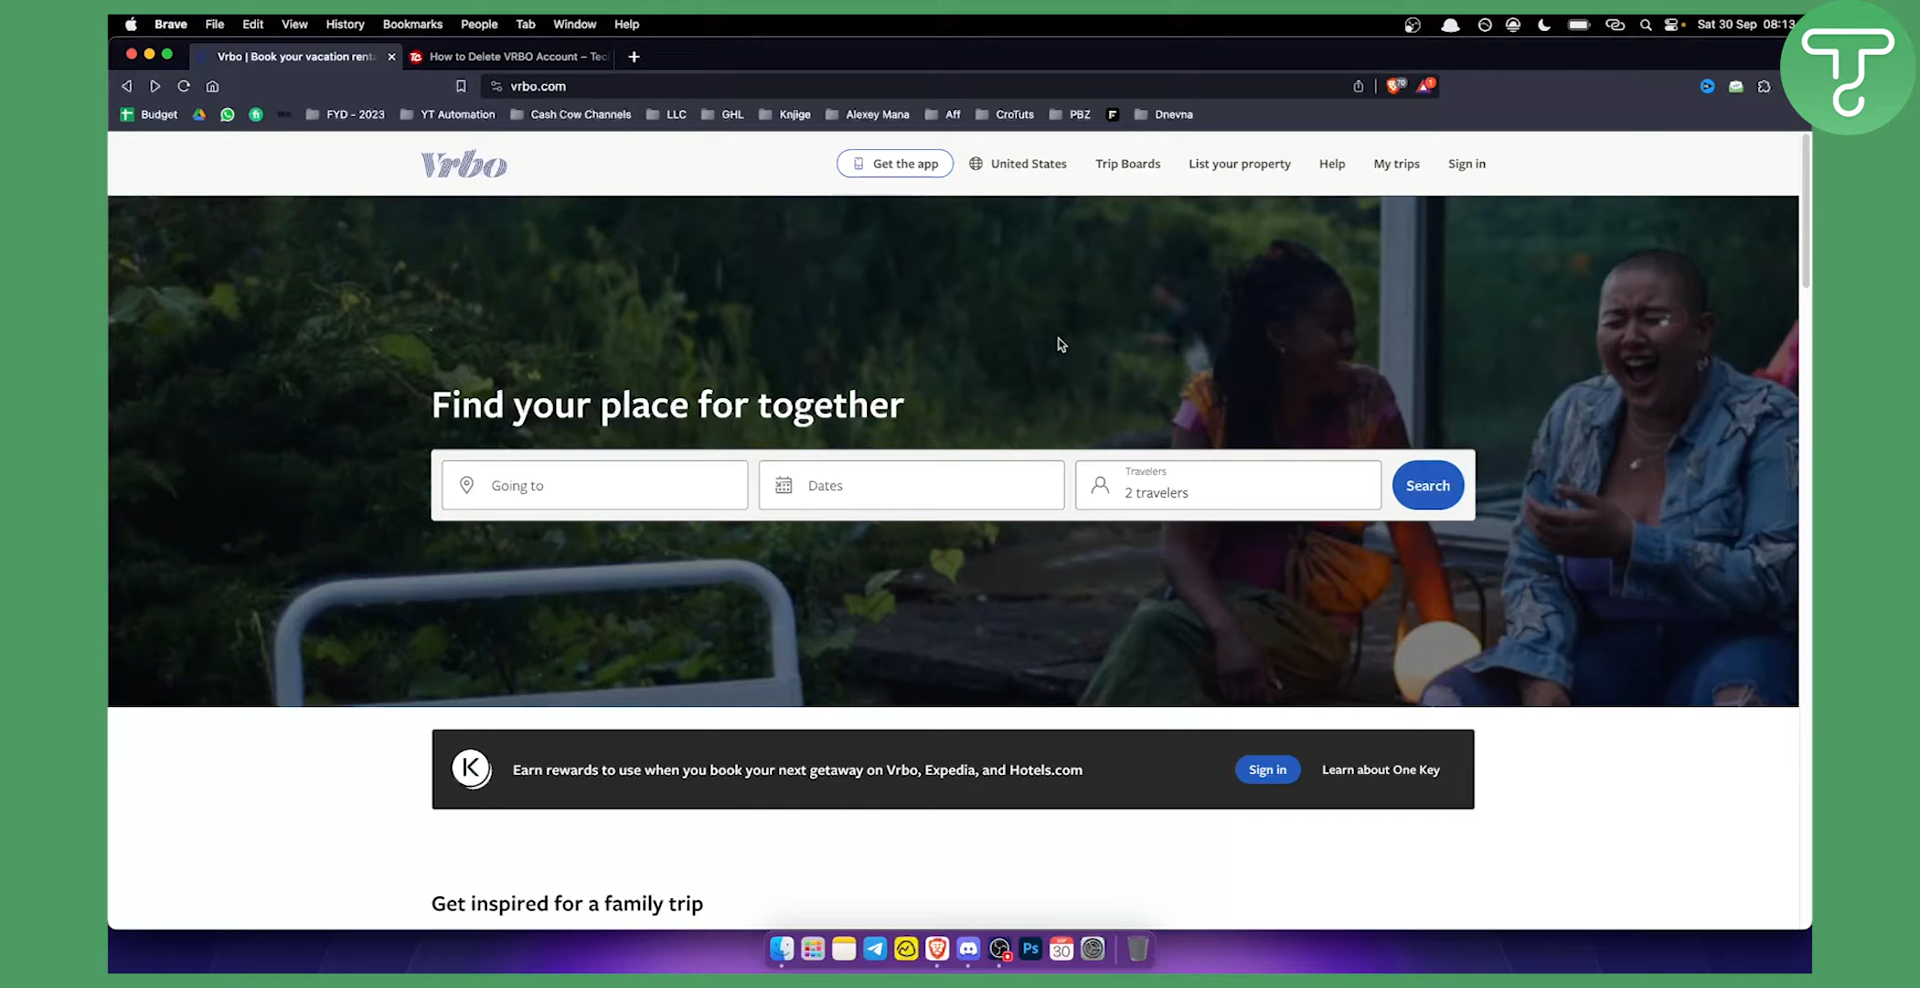 Brave File Edit View History Bookmarks People Tab Window Help Sat 30 Sep 08:13
Vrbo | Book your vacation rent How to Delete VRBO Account – Tec
vrbo.com 70 1
Budget FYD - 2023 YT Automation Cash Cow Channels LLC GHL Knjige Alexey Mana Aff CroTuts PBZ F Dnevna
Vrbo Get the app United States Trip Boards List your property Help My trips Sign in
Find your place for together
Travelers
Going to Dates 2 travelers Search
K Earn rewards to use when you book your next getaway on Vrbo, Expedia, and Hotels.com Sign in Learn about One Key
Get inspired for a family trip
Ps 30